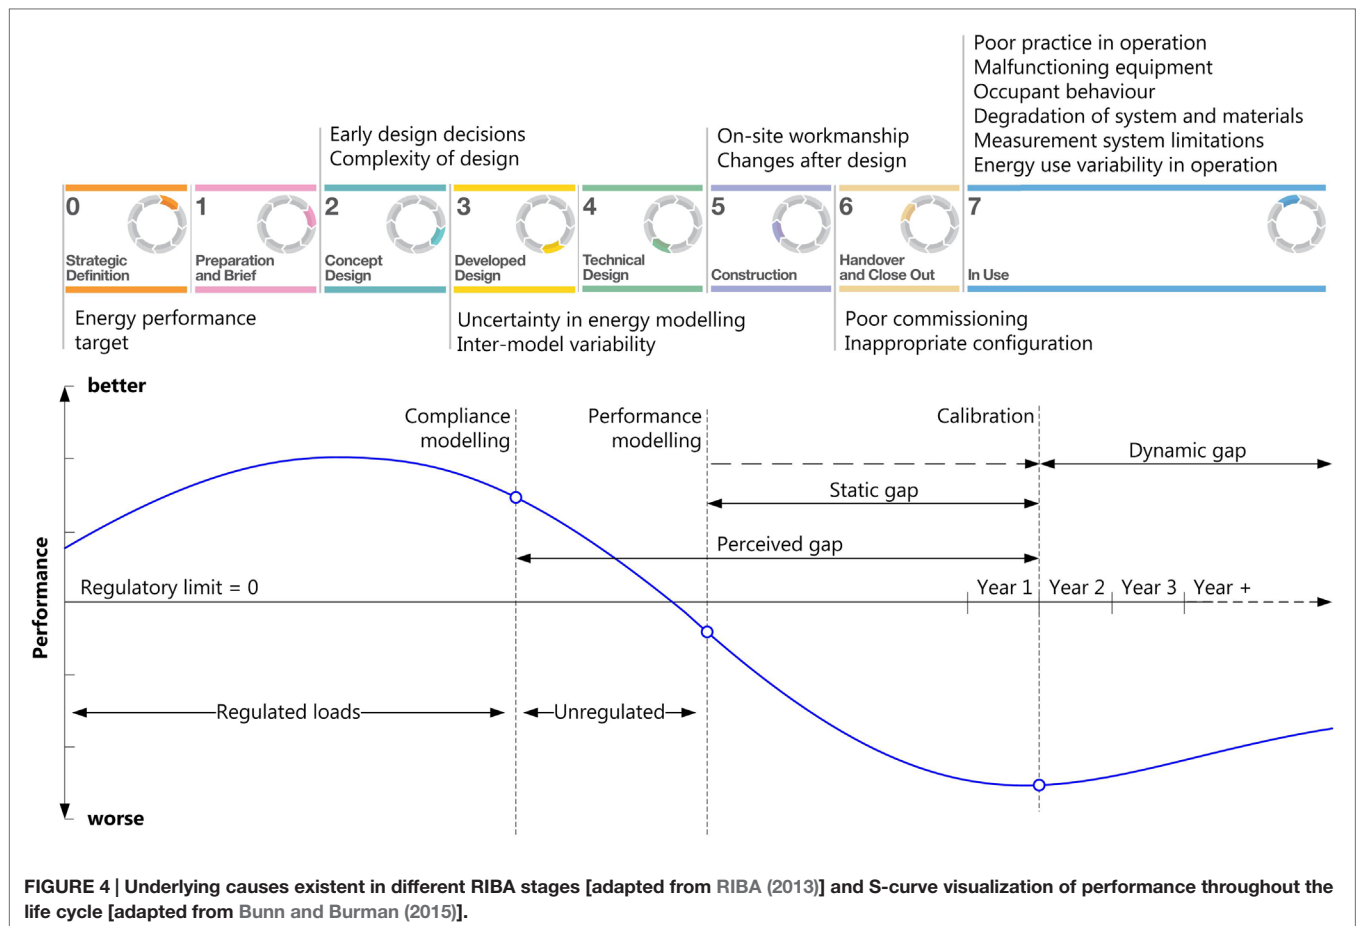 Poor practice in operation
Malfunctioning equipment
Occupant behaviour
Degradation of system and materials
Measurement system limitations
Energy use variability in operation
Early design decisions
Complexity of design
On-site workmanship
Changes after design
0
Strategic
Definition
1
Preparation
and Brief
2
Concept
Design
3
Developed
Design
4
Technical
Design
5
Construction
6
Handover
and Close Out
7
In Use
Energy performance
target
Uncertainty in energy modelling
Inter-model variability
Poor commissioning
Inappropriate configuration
better
Compliance
modelling
Performance
modelling
Calibration
Dynamic gap
Static gap
Perceived gap
Performance
Regulatory limit = 0
Year 1
Year 2
Year 3
Year +
Regulated loads
Unregulated
worse
FIGURE 4 | Underlying causes existent in different RIBA stages [adapted from RIBA (2013)] and S-curve visualization of performance throughout the
life cycle [adapted from Bunn and Burman (2015)].